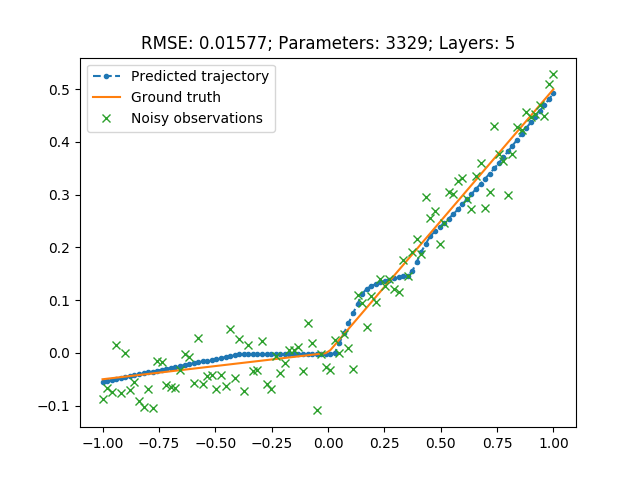 RMSE: 0.01577; Parameters: 3329; Layers: 5
Predicted trajectory
Ground truth
Noisy observations
0.5
0.4
0.3
0.2
0.1
0.0
−0.1
−1.00 −0.75 −0.50 −0.25 0.00 0.25 0.50 0.75 1.00